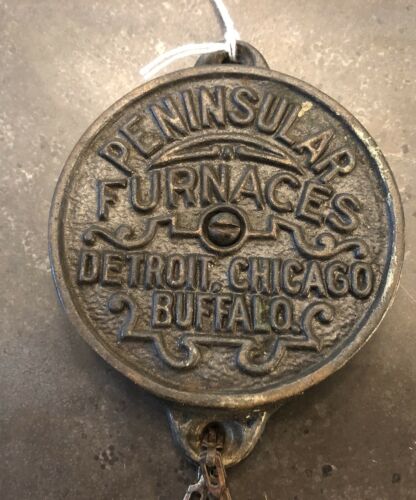 PENINSULAR
FURNACES
DETROIT. CHICAGO
BUFFALO.